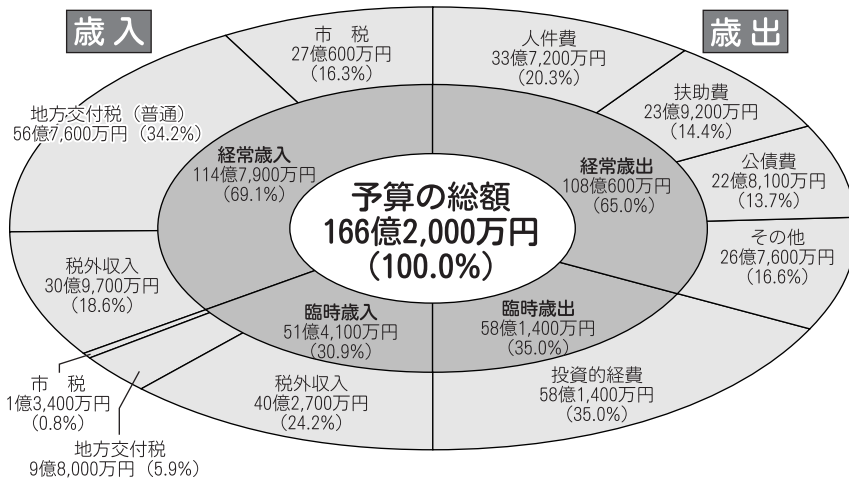 歳入
歳出
市　税
27億600万円
(16.3%)
人件費
33億7,200万円
(20.3%)
地方交付税（普通）
56億7,600万円（34.2%）
扶助費
23億9,200万円
(14.4%)
経常歳入
114億7,900万円
(69.1%)
経常歳出
108億600万円
(65.0%)
公債費
22億8,100万円
(13.7%)
予算の総額
166億2,000万円
(100.0%)
その他
26億7,600万円
(16.6%)
税外収入
30億9,700万円
(18.6%)
臨時歳入
51億4,100万円
(30.9%)
臨時歳出
58億1,400万円
(35.0%)
市　税
1億3,400万円
(0.8%)
税外収入
40億2,700万円
(24.2%)
投資的経費
58億1,400万円
(35.0%)
地方交付税
9億8,000万円（5.9%）